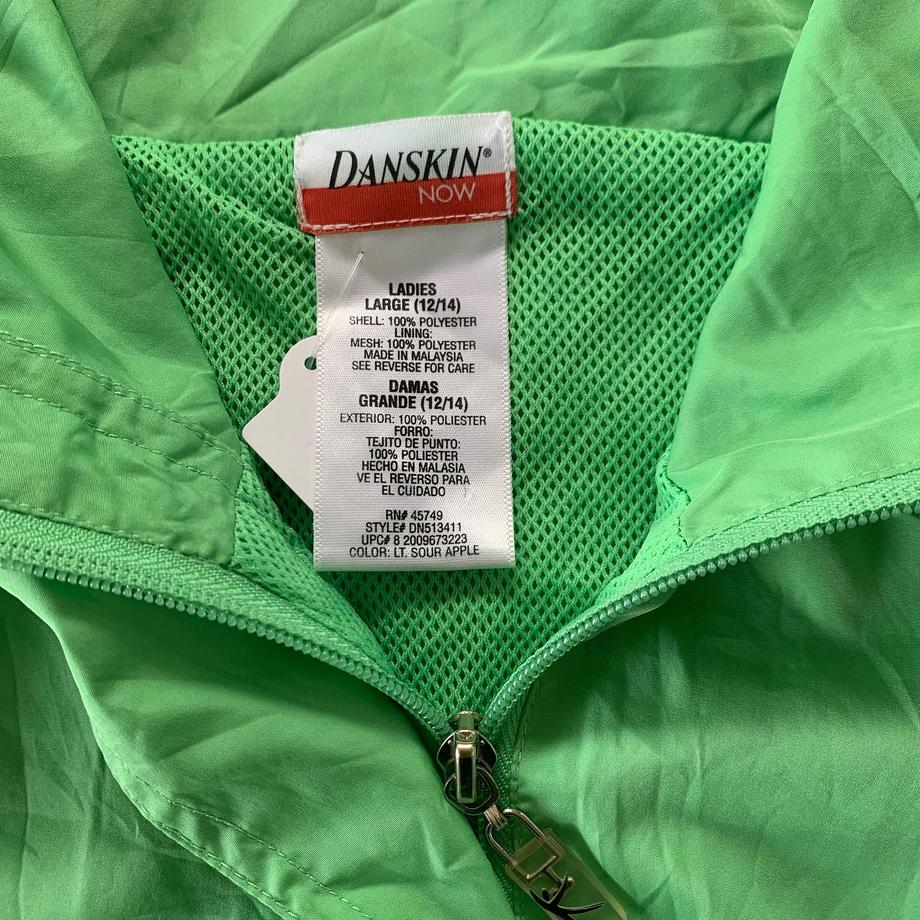 DANSKIN®
NOW
LADIES
LARGE (12/14)
SHELL: 100% POLYESTER
LINING:
MESH: 100% POLYESTER
MADE IN MALAYSIA
SEE REVERSE FOR CARE
DAMAS
GRANDE (12/14)
EXTERIOR: 100% POLIESTER
FORRO:
TEJITO DE PUNTO:
100% POLIESTER
HECHO EN MALASIA
VE EL REVERSO PARA
EL CUIDADO
RN# 45749
STYLE# DN513411
UPC# 8 2009673223
COLOR: LT. SOUR APPLE